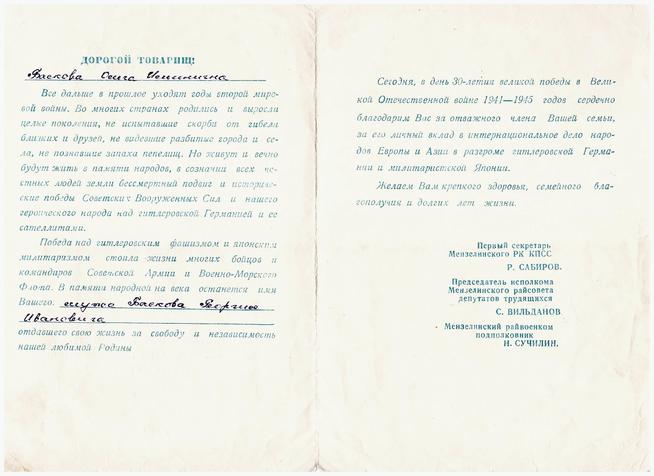 ДОРОГОЙ ТОВАРИЩ!
Баскова
Все дальше в прошлое уходят годы второй миро-
вой войны. Во многих странах родились и выросли
целые поколения, не испытавшие скорби от гибели
близких и друзей, не видевшие разбитые города и се-
ла, не познавшие запаха пепелищ. Но живут и вечно
будут жить в памяти народов, в сознании всех че-
стных людей земли бессмертный подвиг и историче-
ские победы Советских Вооруженных Сил и нашего
героического народа над гитлеровской Германией и ее
сателлитами.
Победа над гитлеровским фашизмом и японским
милитаризмом стоила жизни многих бойцов и
командиров Советской Армии и Военно-Морского
Флота. В памяти народной на века останется имя
Вашего мужа Баскова Георгие
Ивановича
отдавшего свою жизнь за свободу и независимость
нашей любимой Родины
Сегодня, в день 30-летия великой победы в Вели-
кой Отечественной войне 1941—1945 годов сердечно
благодарим Вас за отважного члена Вашей семьи,
за его личный вклад в интернациональное дело наро-
дов Европы и Азии в разгроме гитлеровской Герма-
нии и милитаристской Японии.
Желаем Вам крепкого здоровья, семейного бла-
гополучия и долгих лет жизни.
Первый секретарь
Мензелинского РК КПСС
Р. САБИРОВ.
Председатель исполкома
Мензелинского райсовета
депутатов трудящихся
С. ВИЛЬДАНОВ
Мензелинский райвоенком
подполковник
Н. СУЧИЛИН.